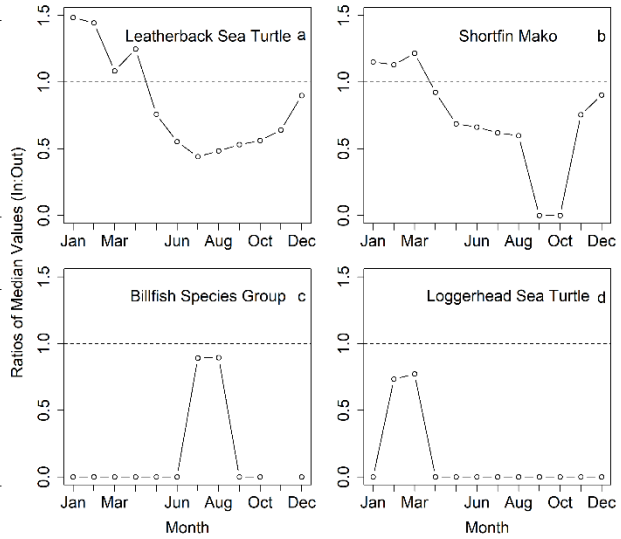 Ratios of Median Values (In:Out)
Leatherback Sea Turtle a
0.0 0.5 1.0 1.5
Jan Mar Jun Aug Oct Dec
Shortfin Mako b
0.0 0.5 1.0 1.5
Jan Mar Jun Aug Oct Dec
Billfish Species Group c
0.0 0.5 1.0 1.5
Jan Mar Jun Aug Oct Dec
Month
Loggerhead Sea Turtle d
0.0 0.5 1.0 1.5
Jan Mar Jun Aug Oct Dec
Month